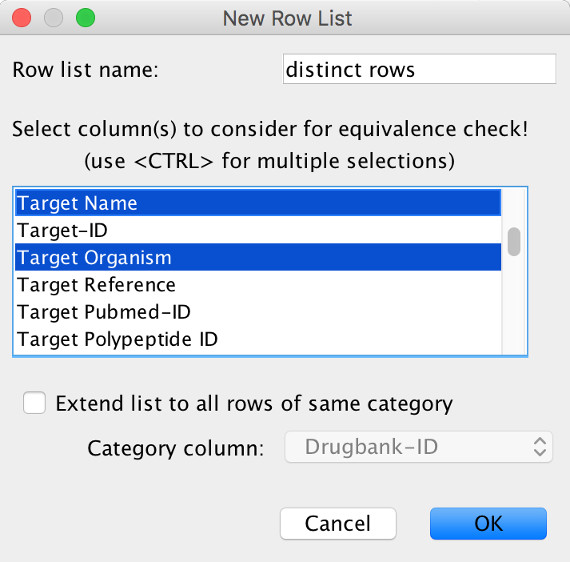 New Row List
Row list name: distinct rows
Select column(s) to consider for equivalence check!
(use <CTRL> for multiple selections)
Target Name
Target-ID
Target Organism
Target Reference
Target Pubmed-ID
Target Polypeptide ID
Extend list to all rows of same category
Category column: Drugbank-ID
Cancel OK